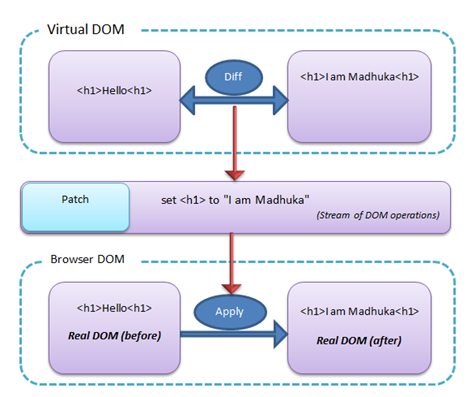 Virtual DOM
<h1>Hello<h1>
Diff
<h1>I am Madhuka<h1>
Patch
set <h1> to "I am Madhuka"
(Stream of DOM operations)
Browser DOM
<h1>Hello<h1>
Real DOM (before)
Apply
<h1>I am Madhuka<h1>
Real DOM (after)